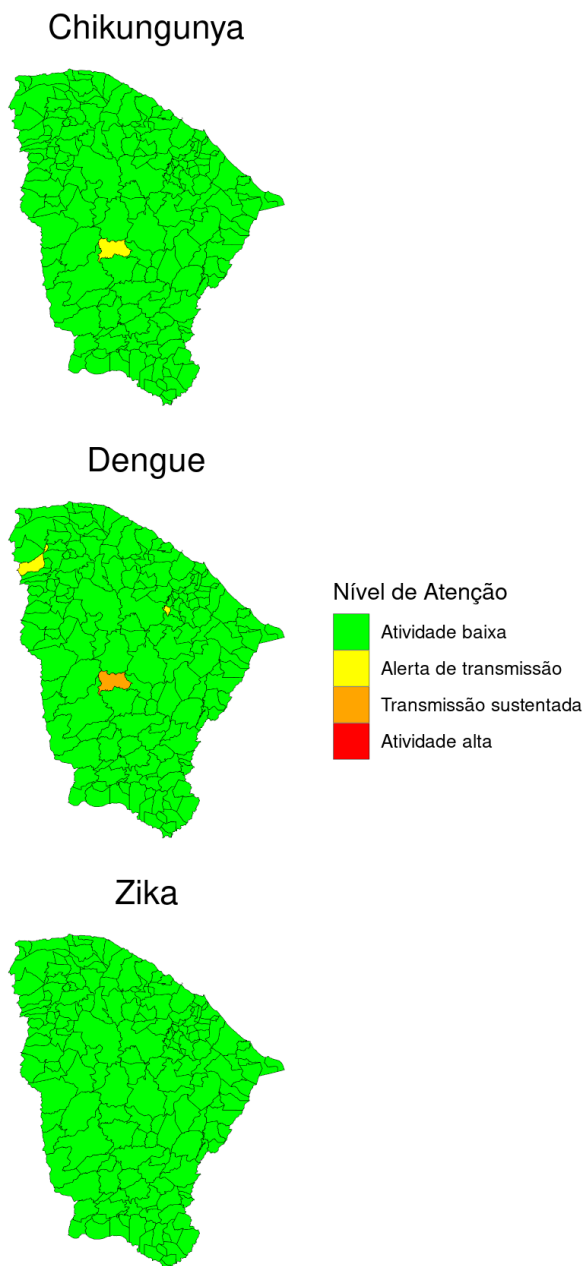 Chikungunya
Dengue
Nível de Atenção
Atividade baixa
Alerta de transmissão
Transmissão sustentada
Atividade alta
Zika